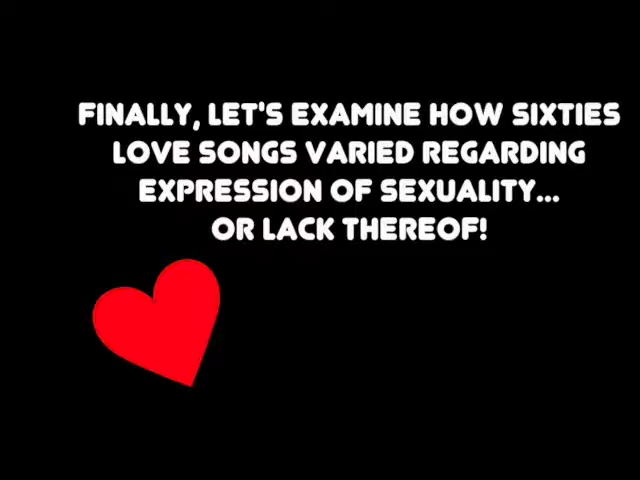 FINALLY, LET'S EXAMINE HOW SIXTIES
LOVE SONGS VARIED REGARDING
EXPRESSION OF SEXUALITY...
OR LACK THEREOF!